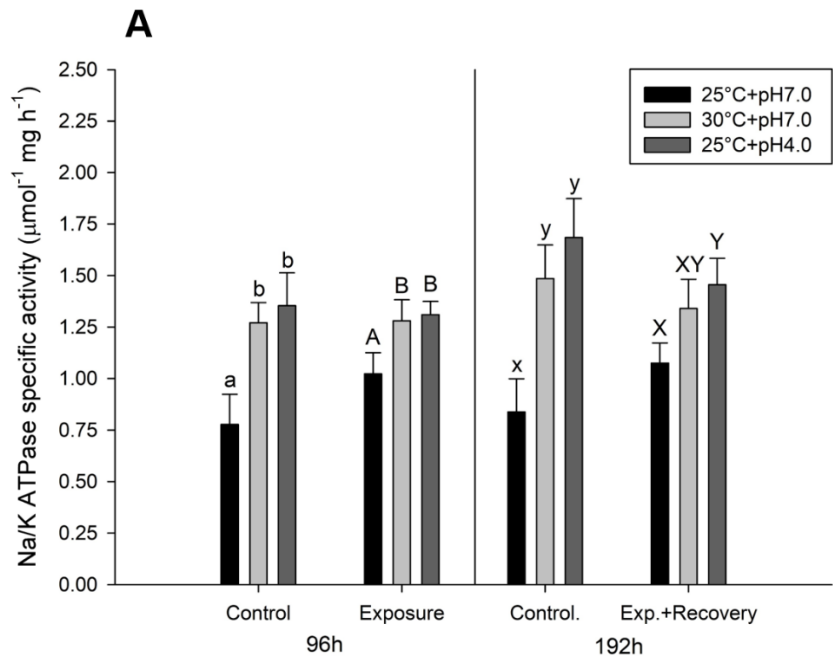 A
Na/K ATPase specific activity (μmol⁻¹ mg h⁻¹)
2.50
2.25
2.00
1.75
1.50
1.25
1.00
0.75
0.50
0.25
0.00
25°C+pH7.0
30°C+pH7.0
25°C+pH4.0
a b b
A B B
x y y
X XY Y
Control Exposure Control. Exp.+Recovery
96h 192h